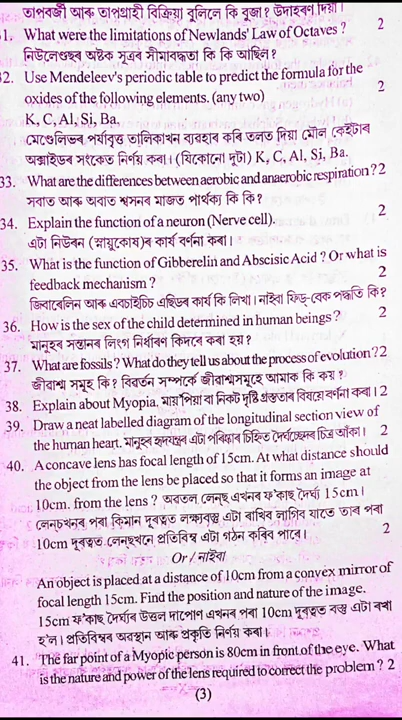 তাপবৰ্জী আৰু তাপগ্ৰাহী বিক্ৰিয়া বুলিলে কি বুজা? উদাহৰণ দিয়া।
1. What were the limitations of Newlands' Law of Octaves ? 2
নিউলেণ্ডছৰ অষ্টক সূত্ৰৰ সীমাবদ্ধতা কি কি আছিল ?
32. Use Mendeleev's periodic table to predict the formula for the
oxides of the following elements. (any two) 2
K, C, Al, Si, Ba.
মেণ্ডেলিভৰ পৰ্যাবৃত্ত তালিকাখন ব্যৱহাৰ কৰি তলত দিয়া মৌল কেইটাৰ
অক্সাইডৰ সংকেত নিৰ্ণয় কৰা। (যিকোনো দুটা) K, C, Al, Si, Ba.
33. What are the differences between aerobic and anaerobic respiration ? 2
সবাত আৰু অবাত শ্বসনৰ মাজত পাৰ্থক্য কি কি ?
34. Explain the function of a neuron (Nerve cell). 2
এটা নিউৰন (স্নায়ুকোষ)ৰ কাৰ্য বৰ্ণনা কৰা।
35. What is the function of Gibberelin and Abscisic Acid ? Or what is
feedback mechanism ? 2
জিবাৰেলিন আৰু এবচাইচিচ এছিডৰ কাৰ্য কি লিখা। নাইবা ফিড্-বেক পদ্ধতি কি?
36. How is the sex of the child determined in human beings ? 2
মানুহৰ সন্তানৰ লিংগ নিৰ্ধাৰণ কিদৰে কৰা হয় ?
37. What are fossils ? What do they tell us about the process of evolution ? 2
জীৱাশ্ম সমূহ কি? বিৱৰ্তন সম্পৰ্কে জীৱাশ্মসমূহে আমাক কি কয় ?
38. Explain about Myopia. মায়'পিয়া বা নিকট দৃষ্টি গ্ৰস্ততাৰ বিষয়ে বৰ্ণনা কৰা। 2
39. Draw a neat labelled diagram of the longitudinal section view of
the human heart. মানুহৰ হৃদযন্ত্ৰৰ এটা পৰিষ্কাৰ চিহ্নিত দৈৰ্ঘ্যচ্ছেদৰ চিত্ৰ আঁকা। 2
40. A concave lens has focal length of 15cm. At what distance should
the object from the lens be placed so that it forms an image at
10cm. from the lens ? অৱতল লেন্‌ছ্ এখনৰ ফ'কাছ দৈৰ্ঘ্য 15cm।
লেন্‌চখনৰ পৰা কিমান দূৰত্বত লক্ষ্যবস্তু এটা ৰাখিব লাগিব যাতে তাৰ পৰা
10cm দূৰত্বত লেন্‌ছখনে প্ৰতিবিম্ব এটা গঠন কৰিব পাৰে। 2
Or / নাইবা
An object is placed at a distance of 10cm from a convex mirror of
focal length 15cm. Find the position and nature of the image.
15cm ফ'কাছ দৈৰ্ঘ্যৰ উত্তল দাপোণ এখনৰ পৰা 10cm দূৰত্বত বস্তু এটা ৰখা
হ'ল। প্ৰতিবিম্বৰ অৱস্থান আৰু প্ৰকৃতি নিৰ্ণয় কৰা।
41. The far point of a Myopic person is 80cm in front of the eye. What
is the nature and power of the lens required to correct the problem ? 2
(3)